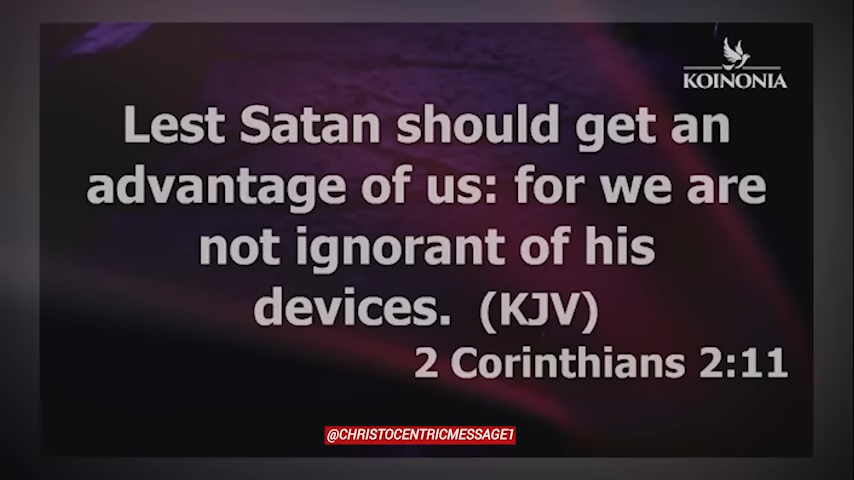 KOINONIA
Lest Satan should get an
advantage of us: for we are
not ignorant of his
devices. (KJV)
2 Corinthians 2:11
@CHRISTOCENTRICMESSAGE1